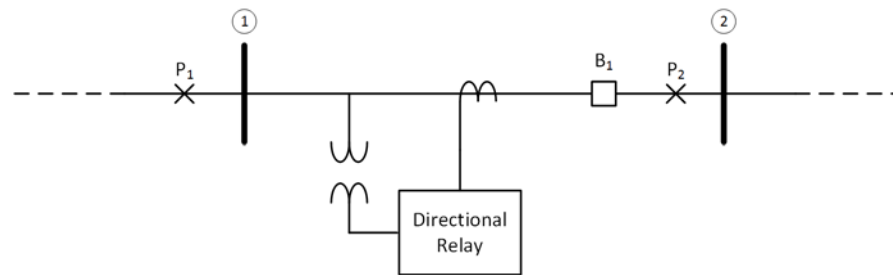 1
2
P₁
B₁
P₂
Directional
Relay